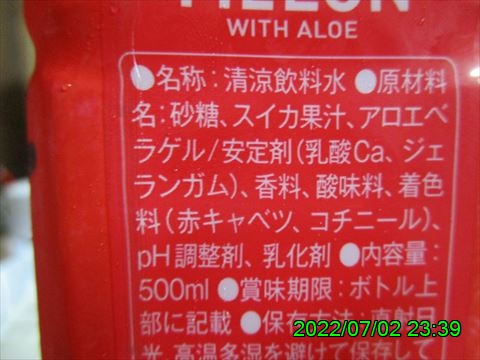 WITH ALOE
●名称：清涼飲料水 ●原材料
名：砂糖、スイカ果汁、アロエベ
ラゲル/安定剤（乳酸Ca、ジェ
ランガム）、香料、酸味料、着色
料（赤キャベツ、コチニール）、
pH調整剤、乳化剤 ●内容量：
500ml ●賞味期限：ボトル上
部に記載 ●保存方法：直射日
光、高温多湿を避けて保存して
2022/07/02 23:39